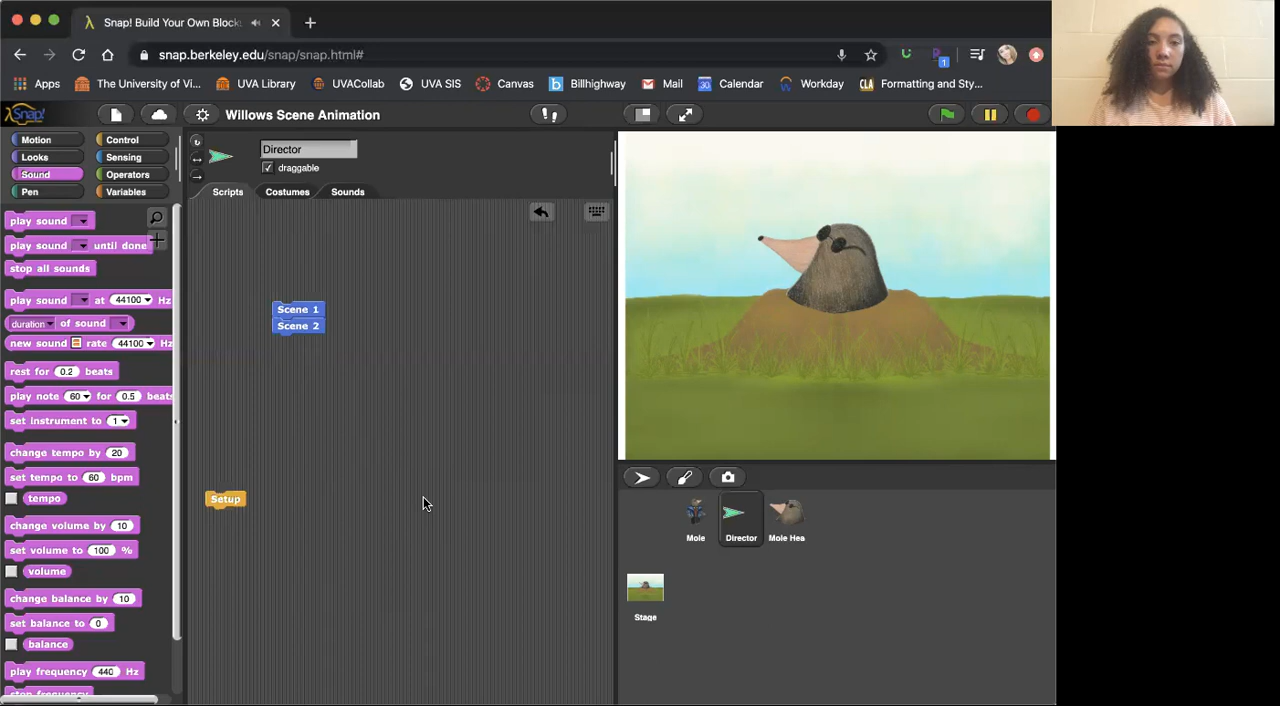 Snap! Build Your Own Block
snap.berkeley.edu/snap/snap.html#
1
Apps The University of Vi... UVA Library UVACollab UVA SIS Canvas Billhighway Mail 30 Calendar Workday CLA Formatting and Sty...
Snap! Willows Scene Animation
Motion Control
Looks Sensing
Sound Operators
Pen Variables
Director
draggable
Scripts Costumes Sounds
play sound
play sound until done
stop all sounds
play sound at 44100 Hz
duration of sound
new sound rate 44100 Hz
rest for 0.2 beats
play note 60 for 0.5 beats
set instrument to 1
change tempo by 20
set tempo to 60 bpm
tempo
change volume by 10
set volume to 100 %
volume
change balance by 10
set balance to 0
balance
play frequency 440 Hz
stop frequency
Scene 1
Scene 2
Setup
Mole Director Mole Hea
Stage